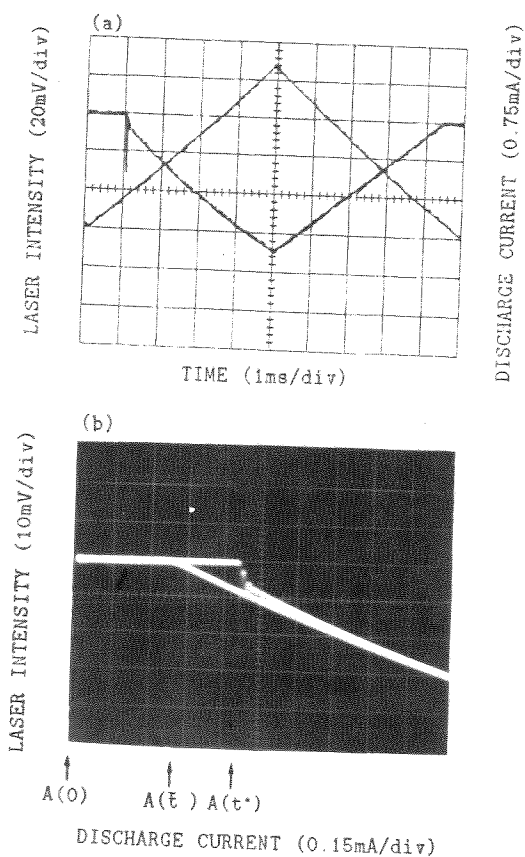 (a)
LASER INTENSITY (20mV/div)
DISCHARGE CURRENT (0.75mA/div)
TIME (1ms/div)
(b)
LASER INTENSITY (10mV/div)
A(0)
A(t̄ )
A(t*)
DISCHARGE CURRENT (0.15mA/div)